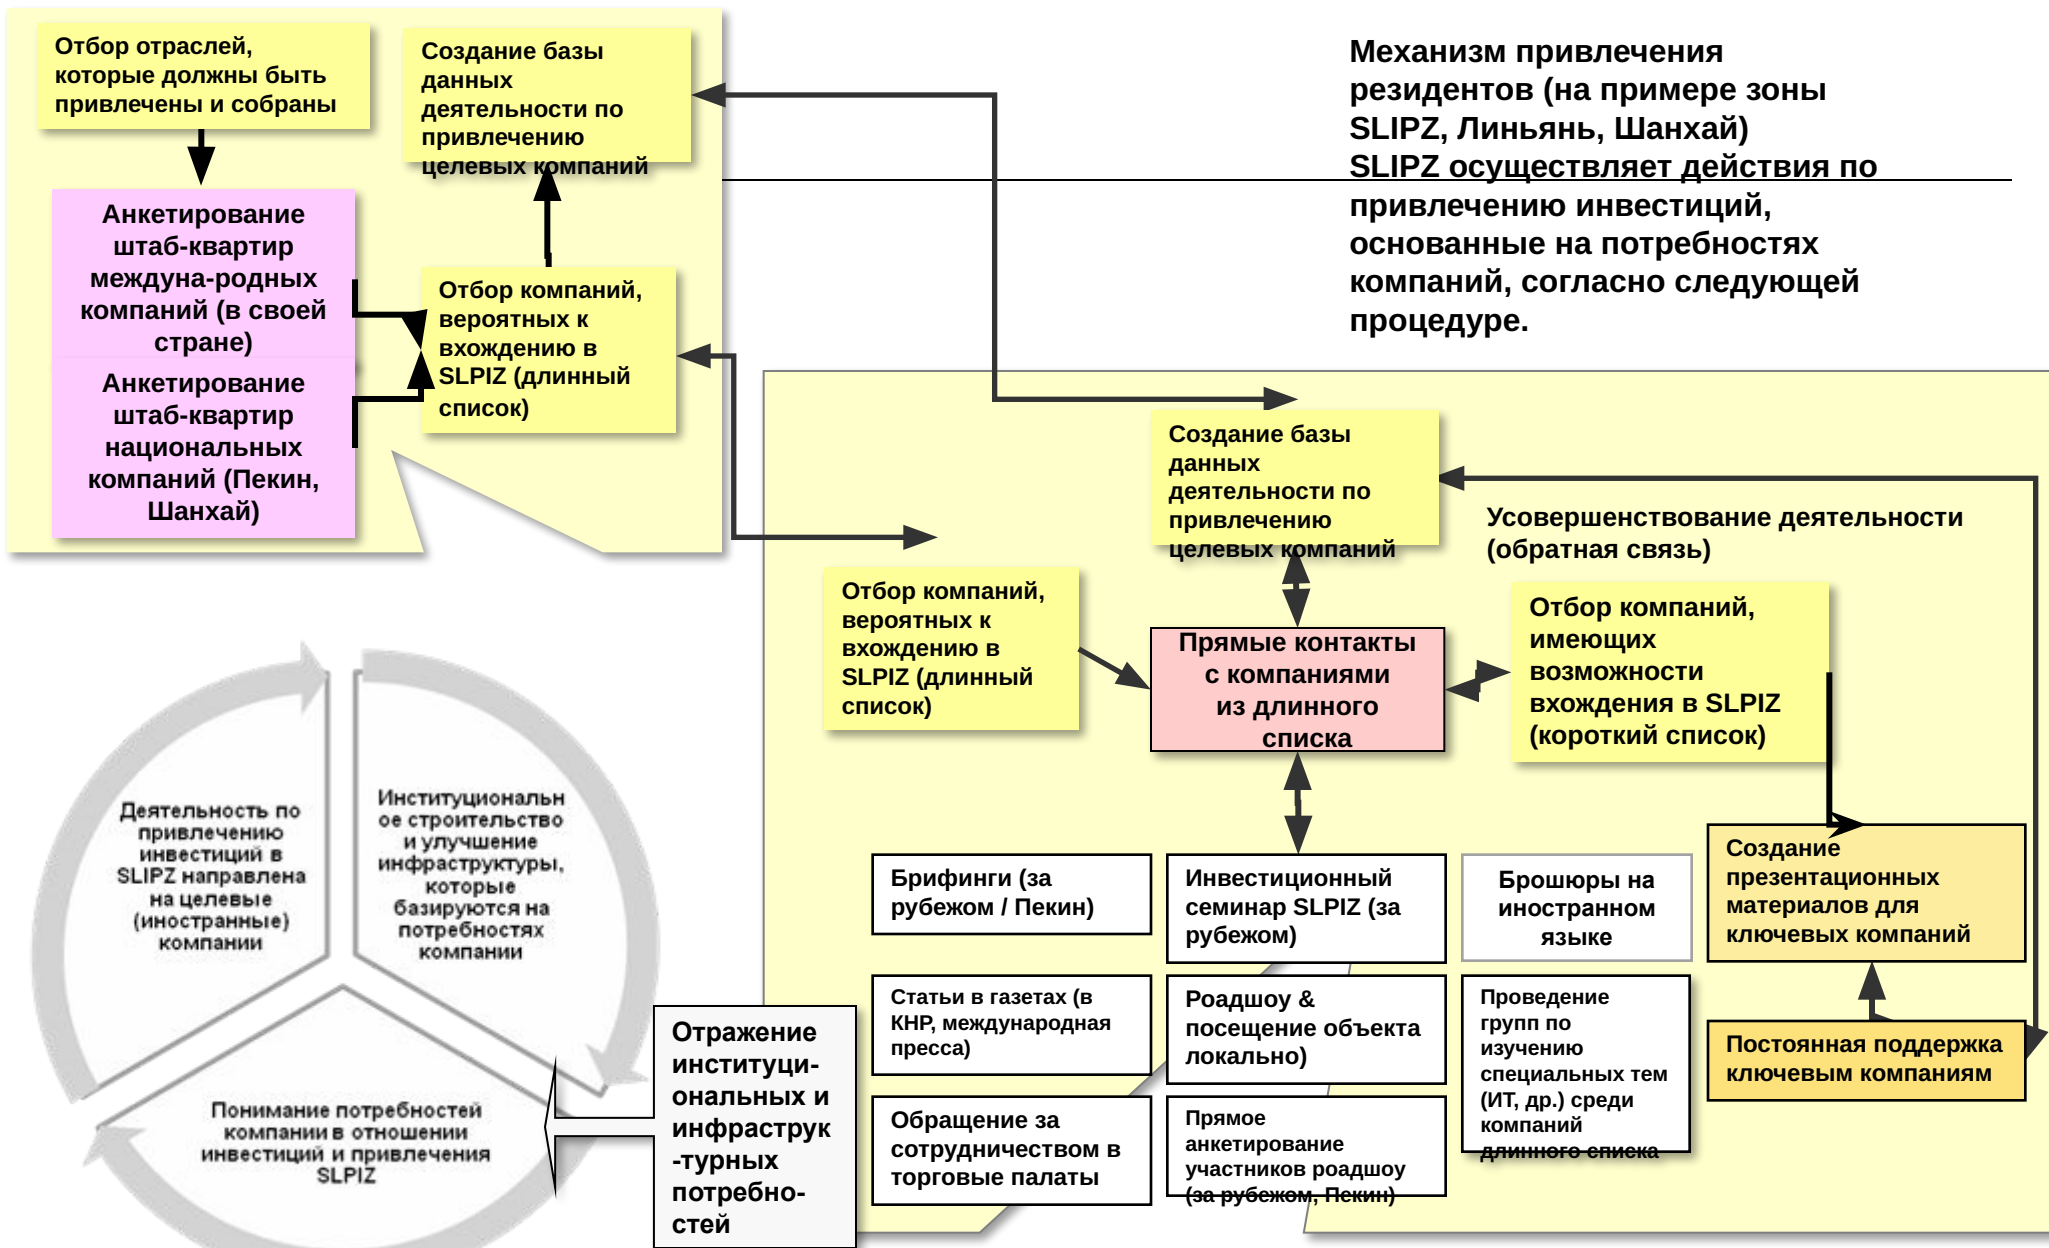 Отбор отраслей,
которые должны быть
привлечены и собраны
Создание базы
данных
деятельности по
привлечению
целевых компаний
Механизм привлечения
резидентов (на примере зоны
SLIPZ, Линьянь, Шанхай)
SLIPZ осуществляет действия по
привлечению инвестиций,
основанные на потребностях
компаний, согласно следующей
процедуре.
Анкетирование
штаб-квартир
междуна-родных
компаний (в своей
стране)
Отбор компаний,
вероятных к
вхождению в
SLPIZ (длинный
список)
Анкетирование
штаб-квартир
национальных
компаний (Пекин,
Шанхай)
Создание базы
данных
деятельности по
привлечению
целевых компаний
Усовершенствование деятельности
(обратная связь)
Отбор компаний,
вероятных к
вхождению в
SLPIZ (длинный
список)
Прямые контакты
с компаниями
из длинного
списка
Отбор компаний,
имеющих
возможности
вхождения в SLPIZ
(короткий список)
Деятельность по
привлечению
инвестиций в
SLIPZ направлена
на целевые
(иностранные)
компании
Институциональн
ое строительство
и улучшение
инфраструктуры,
которые
базируются на
потребностях
компании
Понимание потребностей
компании в отношении
инвестиций и привлечения
SLPIZ
Отражение
институци-
ональных и
инфраструк
-турных
потребно-
стей
Брифинги (за
рубежом / Пекин)
Инвестиционный
семинар SLPIZ (за
рубежом)
Брошюры на
иностранном
языке
Создание
презентационных
материалов для
ключевых компаний
Статьи в газетах (в
КНР, международная
пресса)
Роадшоу &
посещение объекта
локально)
Проведение
групп по
изучению
специальных тем
(ИТ, др.) среди
компаний
длинного списка
Постоянная поддержка
ключевым компаниям
Обращение за
сотрудничеством в
торговые палаты
Прямое
анкетирование
участников роадшоу
(за рубежом, Пекин)